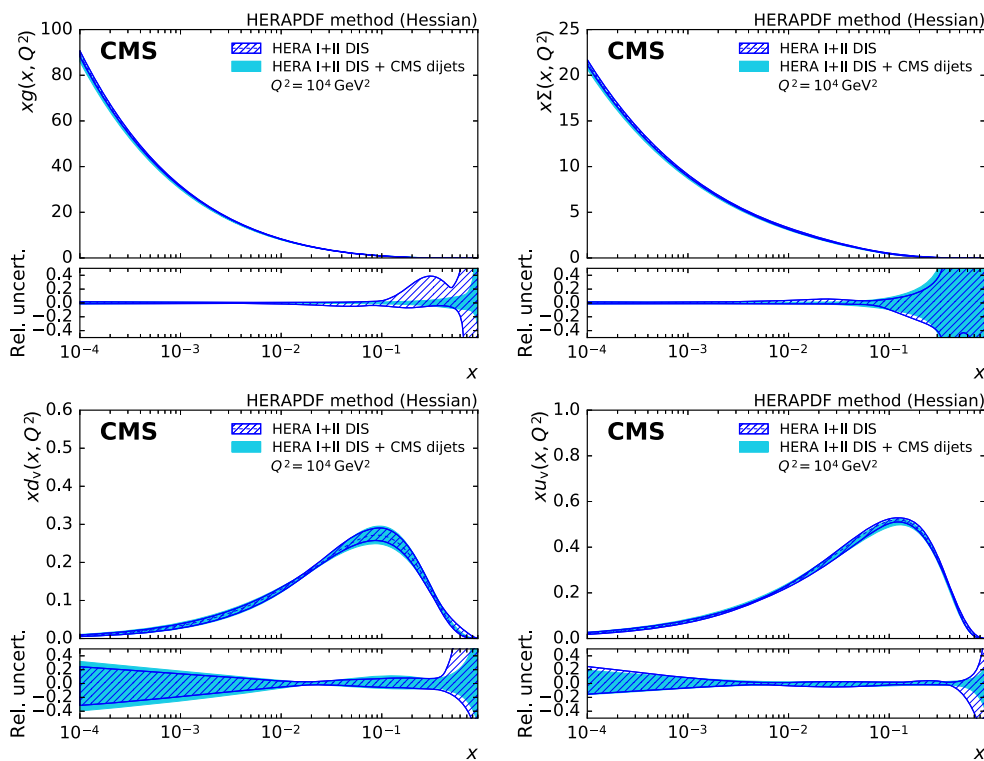 HERAPDF method (Hessian)
CMS
HERA I+II DIS
HERA I+II DIS + CMS dijets
Q² = 10⁴ GeV²
xg(x, Q²)
100
80
60
40
20
0
Rel. uncert.
0.4
0.2
0.0
−0.2
−0.4
10⁻⁴
10⁻³
10⁻²
10⁻¹
x
HERAPDF method (Hessian)
CMS
HERA I+II DIS
HERA I+II DIS + CMS dijets
Q² = 10⁴ GeV²
xΣ(x, Q²)
25
20
15
10
5
0
Rel. uncert.
0.4
0.2
0.0
−0.2
−0.4
10⁻⁴
10⁻³
10⁻²
10⁻¹
x
HERAPDF method (Hessian)
CMS
HERA I+II DIS
HERA I+II DIS + CMS dijets
Q² = 10⁴ GeV²
xdᵥ(x, Q²)
0.6
0.5
0.4
0.3
0.2
0.1
0.0
Rel. uncert.
0.4
0.2
0.0
−0.2
−0.4
10⁻⁴
10⁻³
10⁻²
10⁻¹
x
HERAPDF method (Hessian)
CMS
HERA I+II DIS
HERA I+II DIS + CMS dijets
Q² = 10⁴ GeV²
xuᵥ(x, Q²)
1.0
0.8
0.6
0.4
0.2
0.0
Rel. uncert.
0.4
0.2
0.0
−0.2
−0.4
10⁻⁴
10⁻³
10⁻²
10⁻¹
x